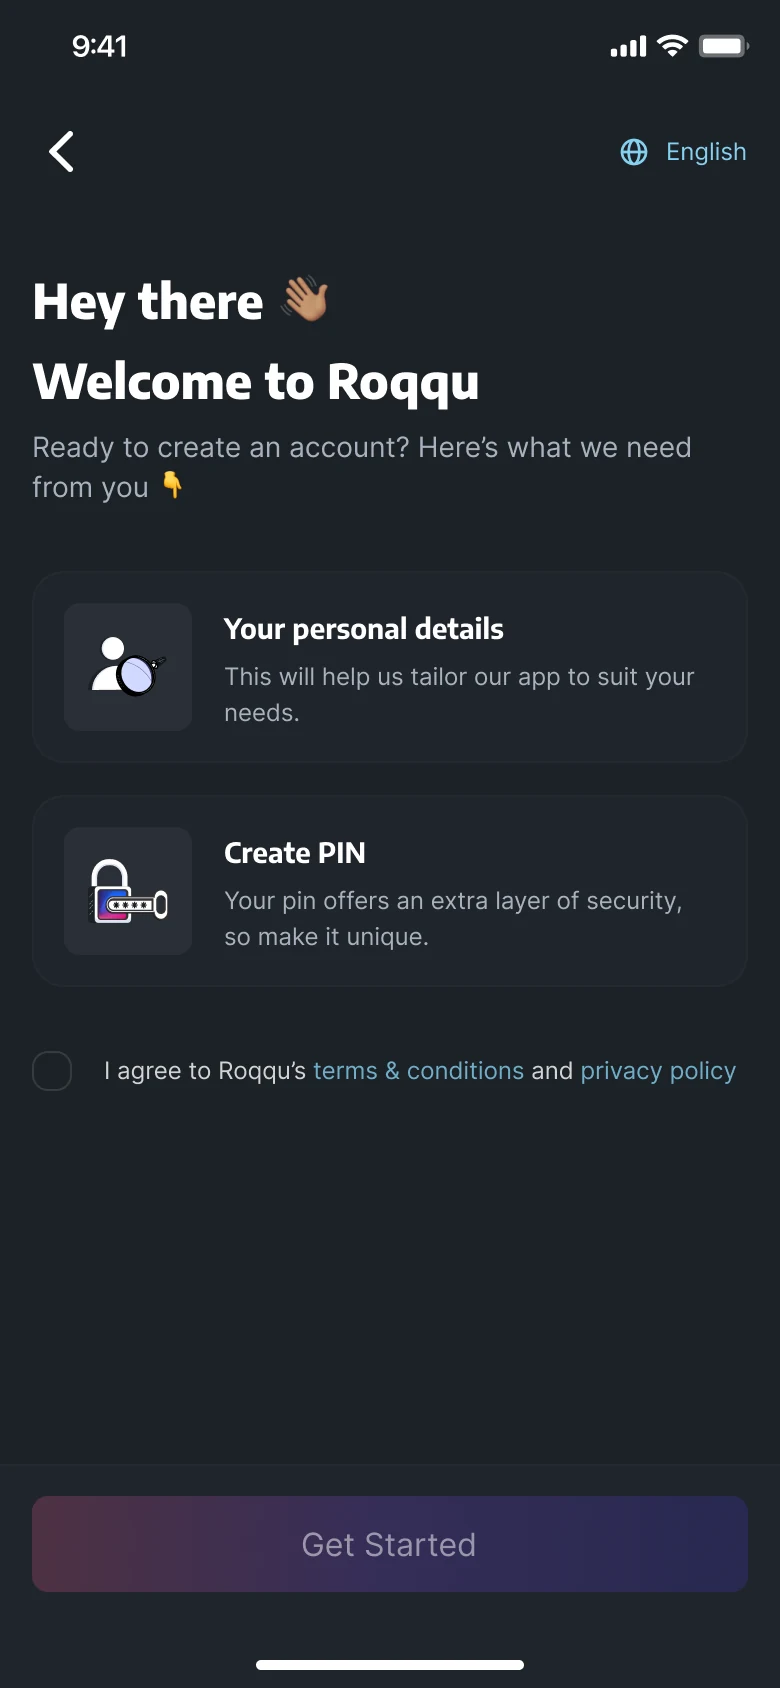 9:41
English
Hey there 👋🏽
Welcome to Roqqu
Ready to create an account? Here’s what we need
from you 👇
Your personal details
This will help us tailor our app to suit your
needs.
Create PIN
Your pin offers an extra layer of security,
so make it unique.
I agree to Roqqu’s terms & conditions and privacy policy
Get Started